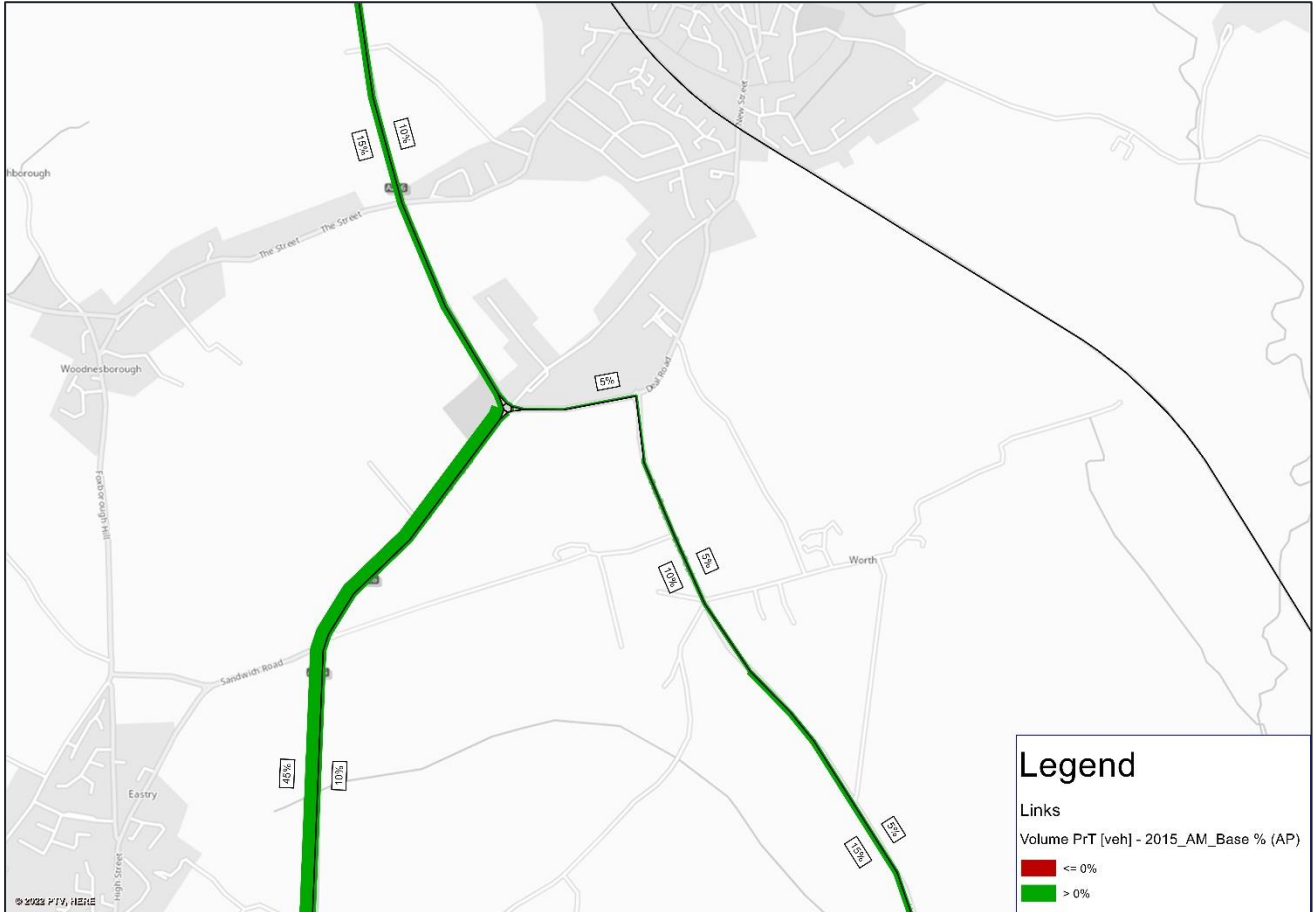 New Street
10%
15%
hborough
The Street
The Street
Woodnesborough
5%
Deal Road
Foxborough Hill
5%
10%
Worth
Sandwich Road
45%
10%
Eastry
High Street
5%
15%
Legend
Links
Volume PrT [veh] - 2015_AM_Base % (AP)
<= 0%
> 0%
© 2022 PTV, HERE